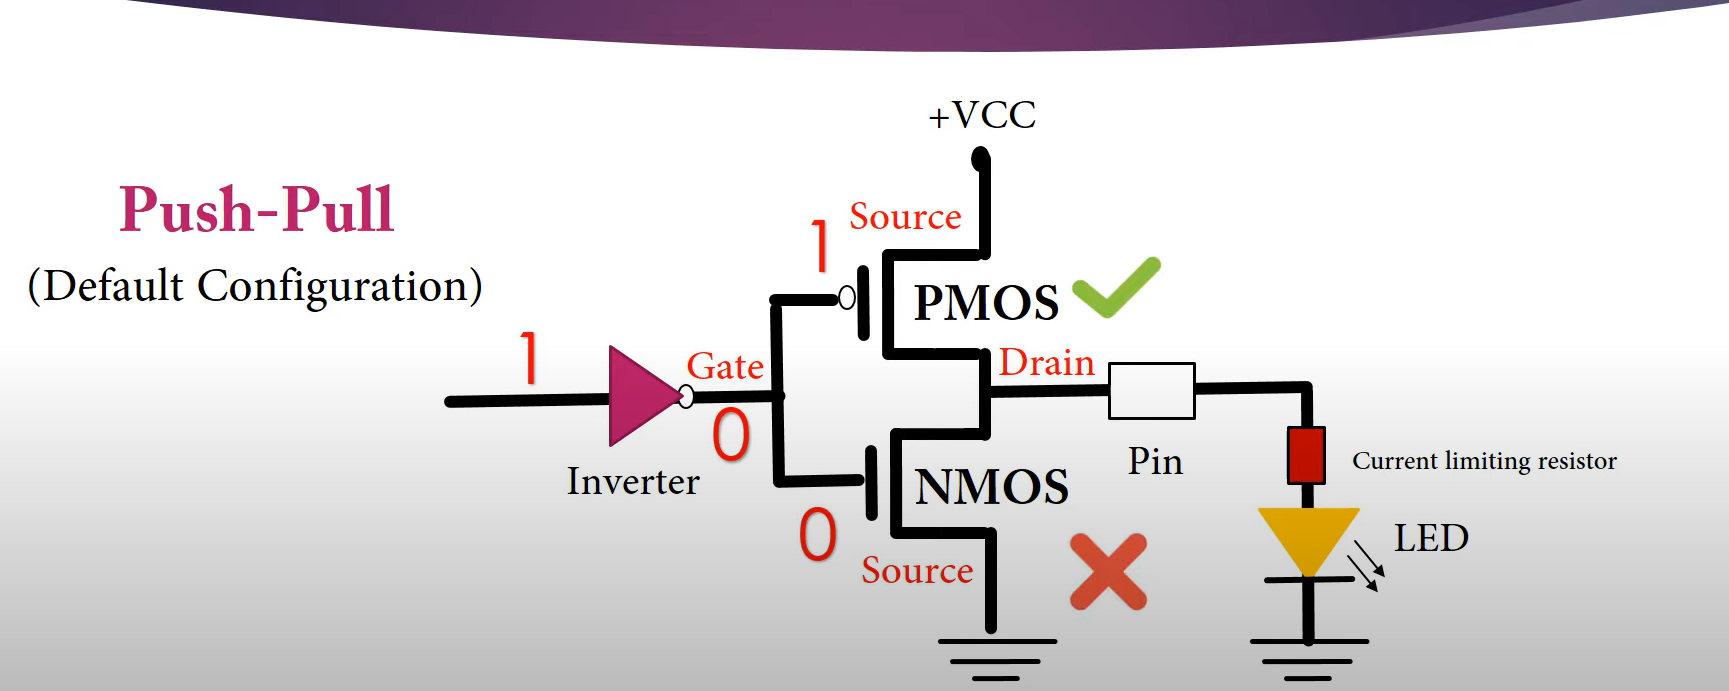 +VCC
Push-Pull
(Default Configuration)
Source
1
PMOS
1
Gate
Drain
0
Inverter
NMOS
Pin
Current limiting resistor
0
Source
LED